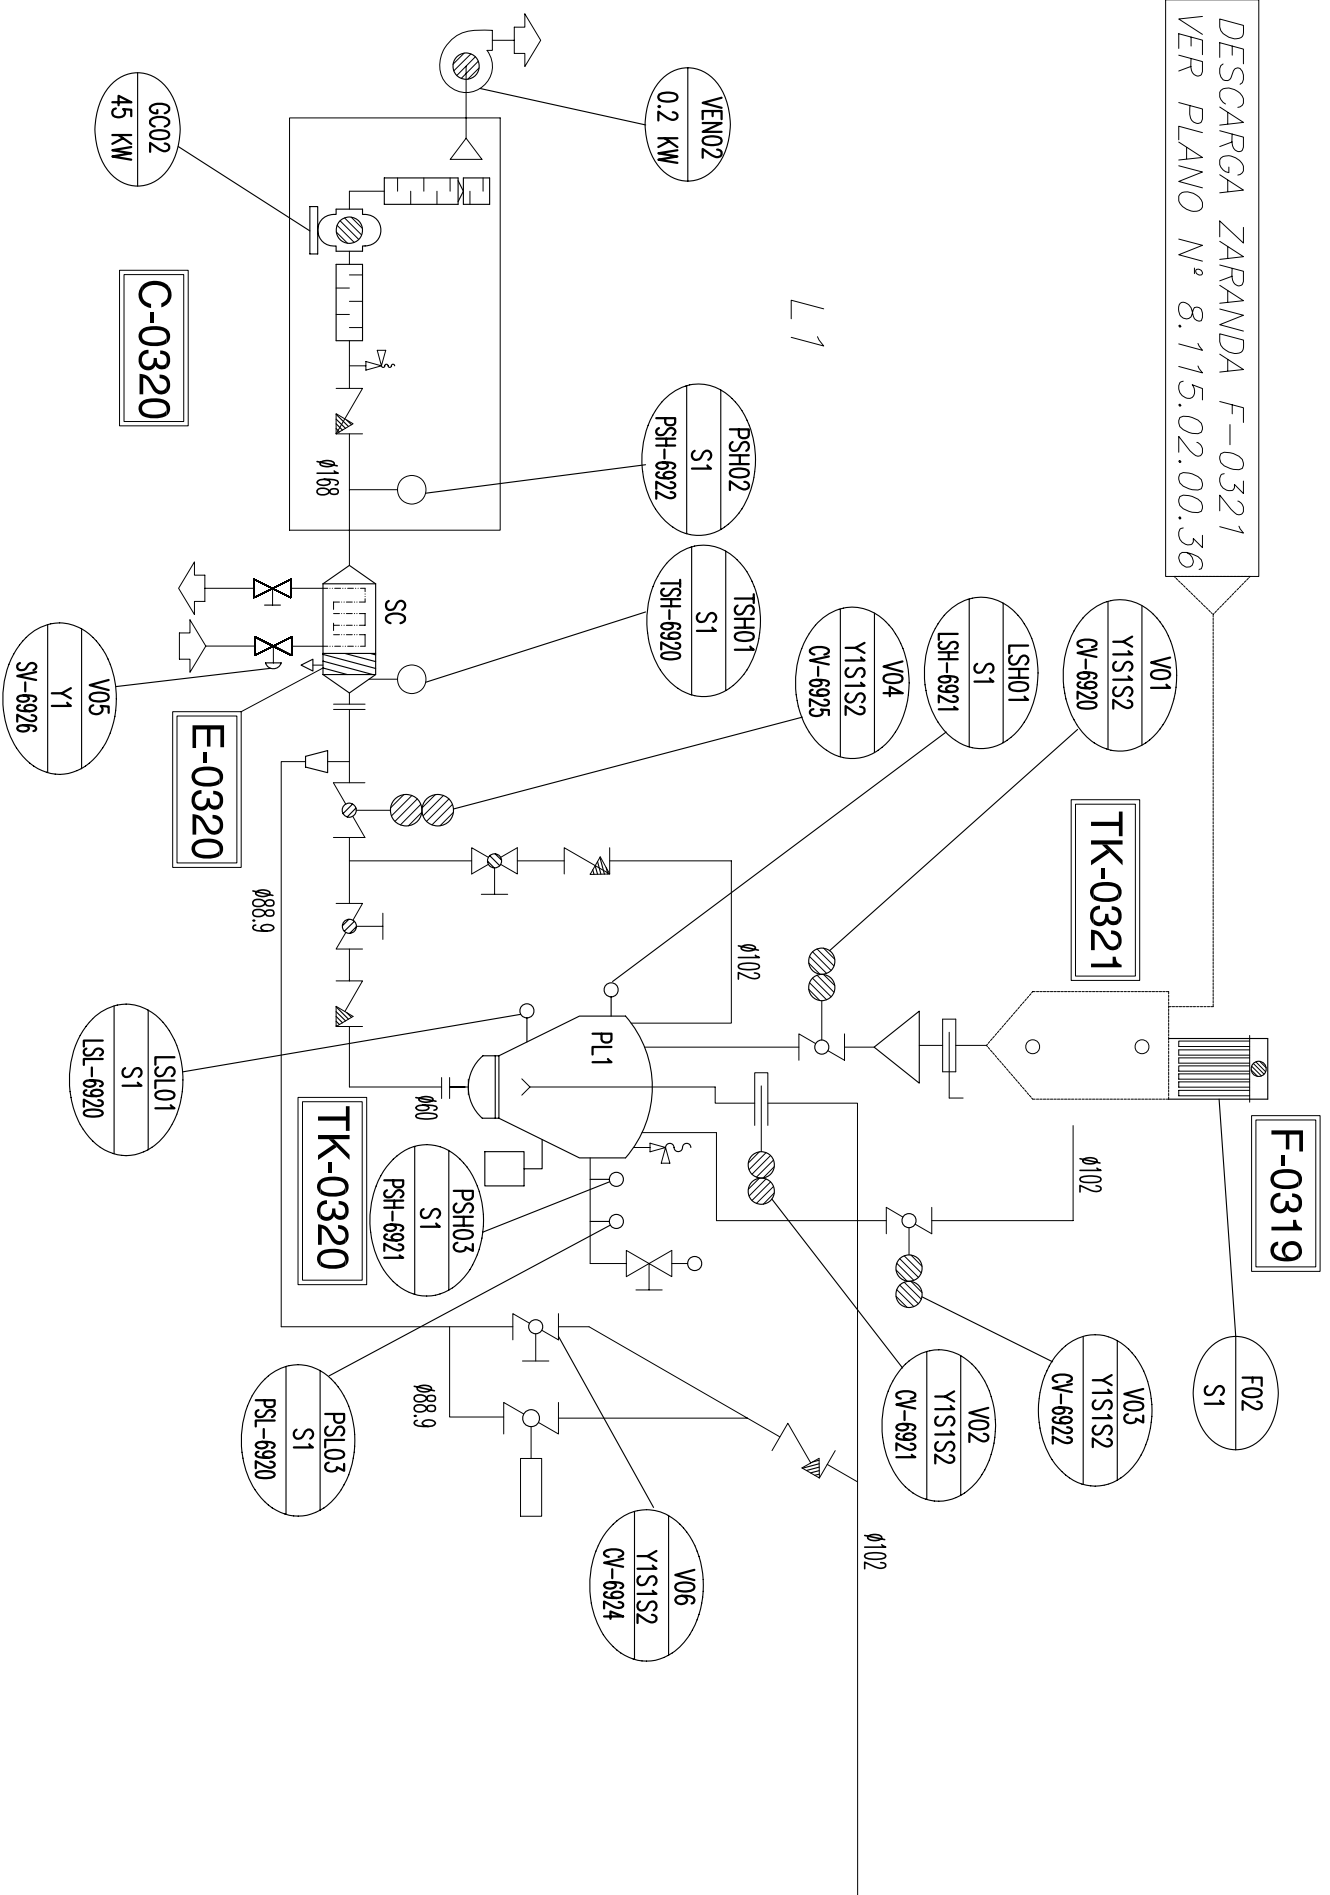 DESCARGA ZARANDA F-0321
VER PLANO N° 8.115.02.00.36
L1
VEN02
0.2 KW
GC02
45 KW
C-0320
PSH02
S1
PSH-6922
ø168
TSH01
S1
TSH-6920
SC
V05
Y1
SV-6926
E-0320
V04
Y1S1S2
CV-6925
LSH01
S1
LSH-6921
V01
Y1S1S2
CV-6920
TK-0321
F-0319
F02
S1
ø88.9
ø102
PL1
ø60
LSL01
S1
LSL-6920
TK-0320
PSH03
S1
PSH-6921
ø102
V03
Y1S1S2
CV-6922
V02
Y1S1S2
CV-6921
PSL03
S1
PSL-6920
ø88.9
V06
Y1S1S2
CV-6924
ø102